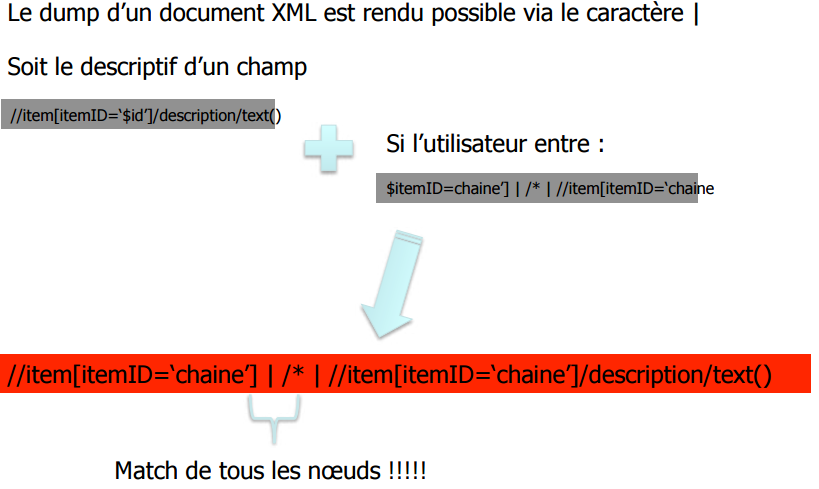 Le dump d’un document XML est rendu possible via le caractère |
Soit le descriptif d’un champ
//item[itemID=‘$id’]/description/text()
Si l’utilisateur entre :
$itemID=chaine’] | /* | //item[itemID=‘chaine
//item[itemID=‘chaine’] | /* | //item[itemID=‘chaine’]/description/text()
Match de tous les nœuds !!!!!